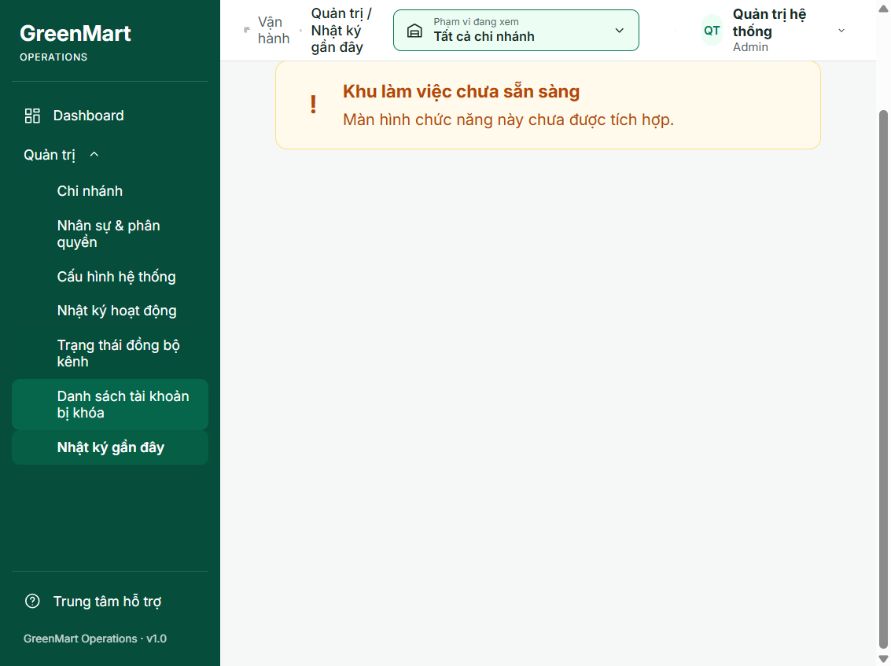 GreenMart
OPERATIONS
Dashboard
Quản trị
Chi nhánh
Nhân sự & phân
quyền
Cấu hình hệ thống
Nhật ký hoạt động
Trạng thái đồng bộ
kênh
Danh sách tài khoản
bị khóa
Nhật ký gần đây
Trung tâm hỗ trợ
GreenMart Operations · v1.0
Vận
hành
Quản trị /
Nhật ký
gần đây
Phạm vi đang xem
Tất cả chi nhánh
QT
Quản trị hệ
thống
Admin
!
Khu làm việc chưa sẵn sàng
Màn hình chức năng này chưa được tích hợp.